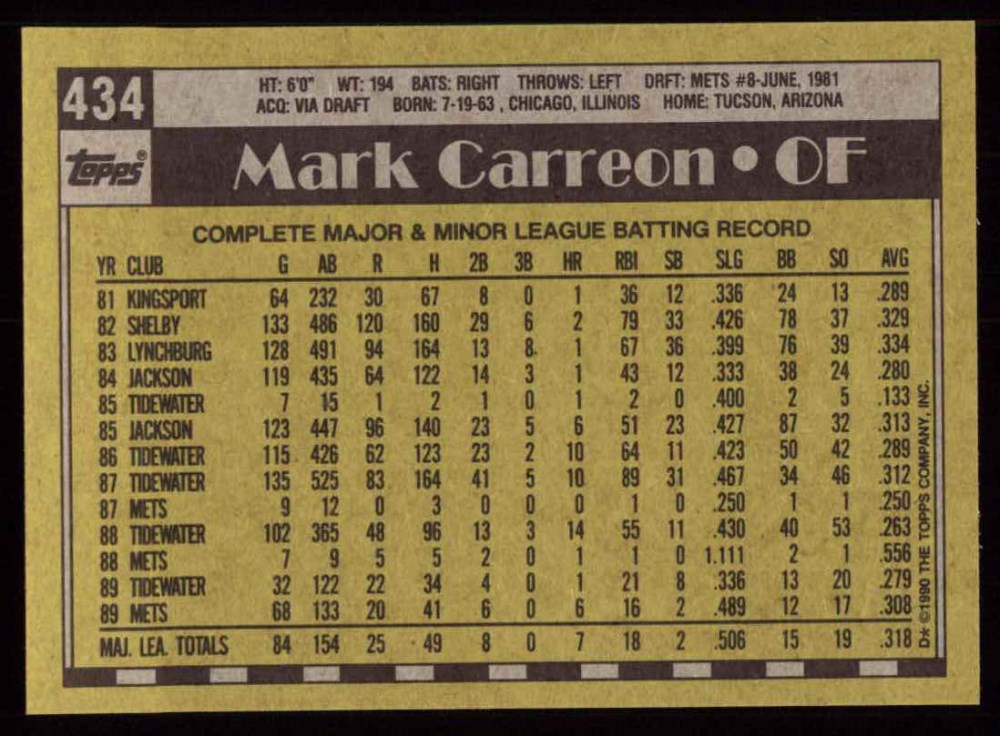 434
HT: 6'0" WT: 194 BATS: RIGHT THROWS: LEFT DRFT: METS #8-JUNE, 1981
ACQ: VIA DRAFT BORN: 7-19-63 , CHICAGO, ILLINOIS HOME: TUCSON, ARIZONA
topps®
Mark Carreon • OF
COMPLETE MAJOR & MINOR LEAGUE BATTING RECORD
YR CLUB G AB R H 2B 3B HR RBI SB SLG BB SO AVG
81 KINGSPORT 64 232 30 67 8 0 1 36 12 .336 24 13 .289
82 SHELBY 133 486 120 160 29 6 2 79 33 .426 78 37 .329
83 LYNCHBURG 128 491 94 164 13 8 1 67 36 .399 76 39 .334
84 JACKSON 119 435 64 122 14 3 1 43 12 .333 38 24 .280
85 TIDEWATER 7 15 1 2 1 0 1 2 0 .400 2 5 .133
85 JACKSON 123 447 96 140 23 5 6 51 23 .427 87 32 .313
86 TIDEWATER 115 426 62 123 23 2 10 64 11 .423 50 42 .289
87 TIDEWATER 135 525 83 164 41 5 10 89 31 .467 34 46 .312
87 METS 9 12 0 3 0 0 0 1 0 .250 1 1 .250
88 TIDEWATER 102 365 48 96 13 3 14 55 11 .430 40 53 .263
88 METS 7 9 5 5 2 0 1 1 0 1.111 2 1 .556
89 TIDEWATER 32 122 22 34 4 0 1 21 8 .336 13 20 .279
89 METS 68 133 20 41 6 0 6 16 2 .489 12 17 .308
MAJ. LEA. TOTALS 84 154 25 49 8 0 7 18 2 .506 15 19 .318
D* ©1990 THE TOPPS COMPANY, INC.